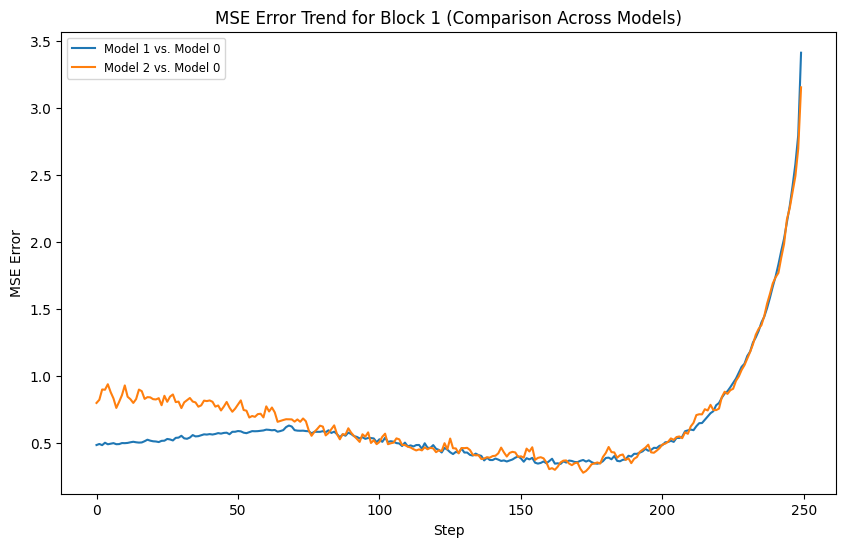 MSE Error Trend for Block 1 (Comparison Across Models)
Model 1 vs. Model 0
Model 2 vs. Model 0
MSE Error
3.5
3.0
2.5
2.0
1.5
1.0
0.5
0
50
100
150
200
250
Step